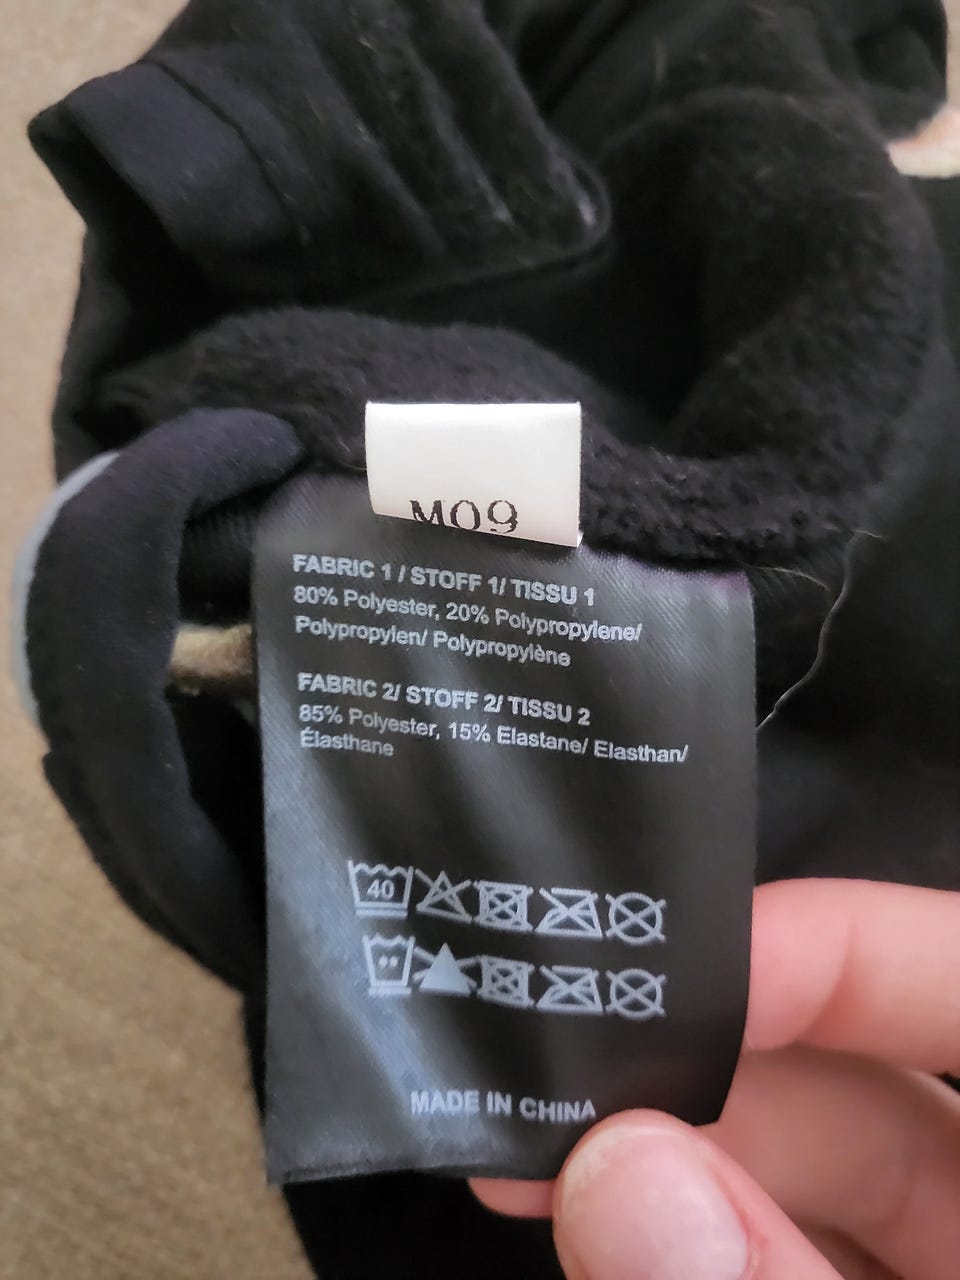 M09
FABRIC 1 / STOFF 1/ TISSU 1
80% Polyester, 20% Polypropylene/
Polypropylen/ Polypropylène
FABRIC 2/ STOFF 2/ TISSU 2
85% Polyester, 15% Elastane/ Elasthan/
Élasthane
40
MADE IN CHINA